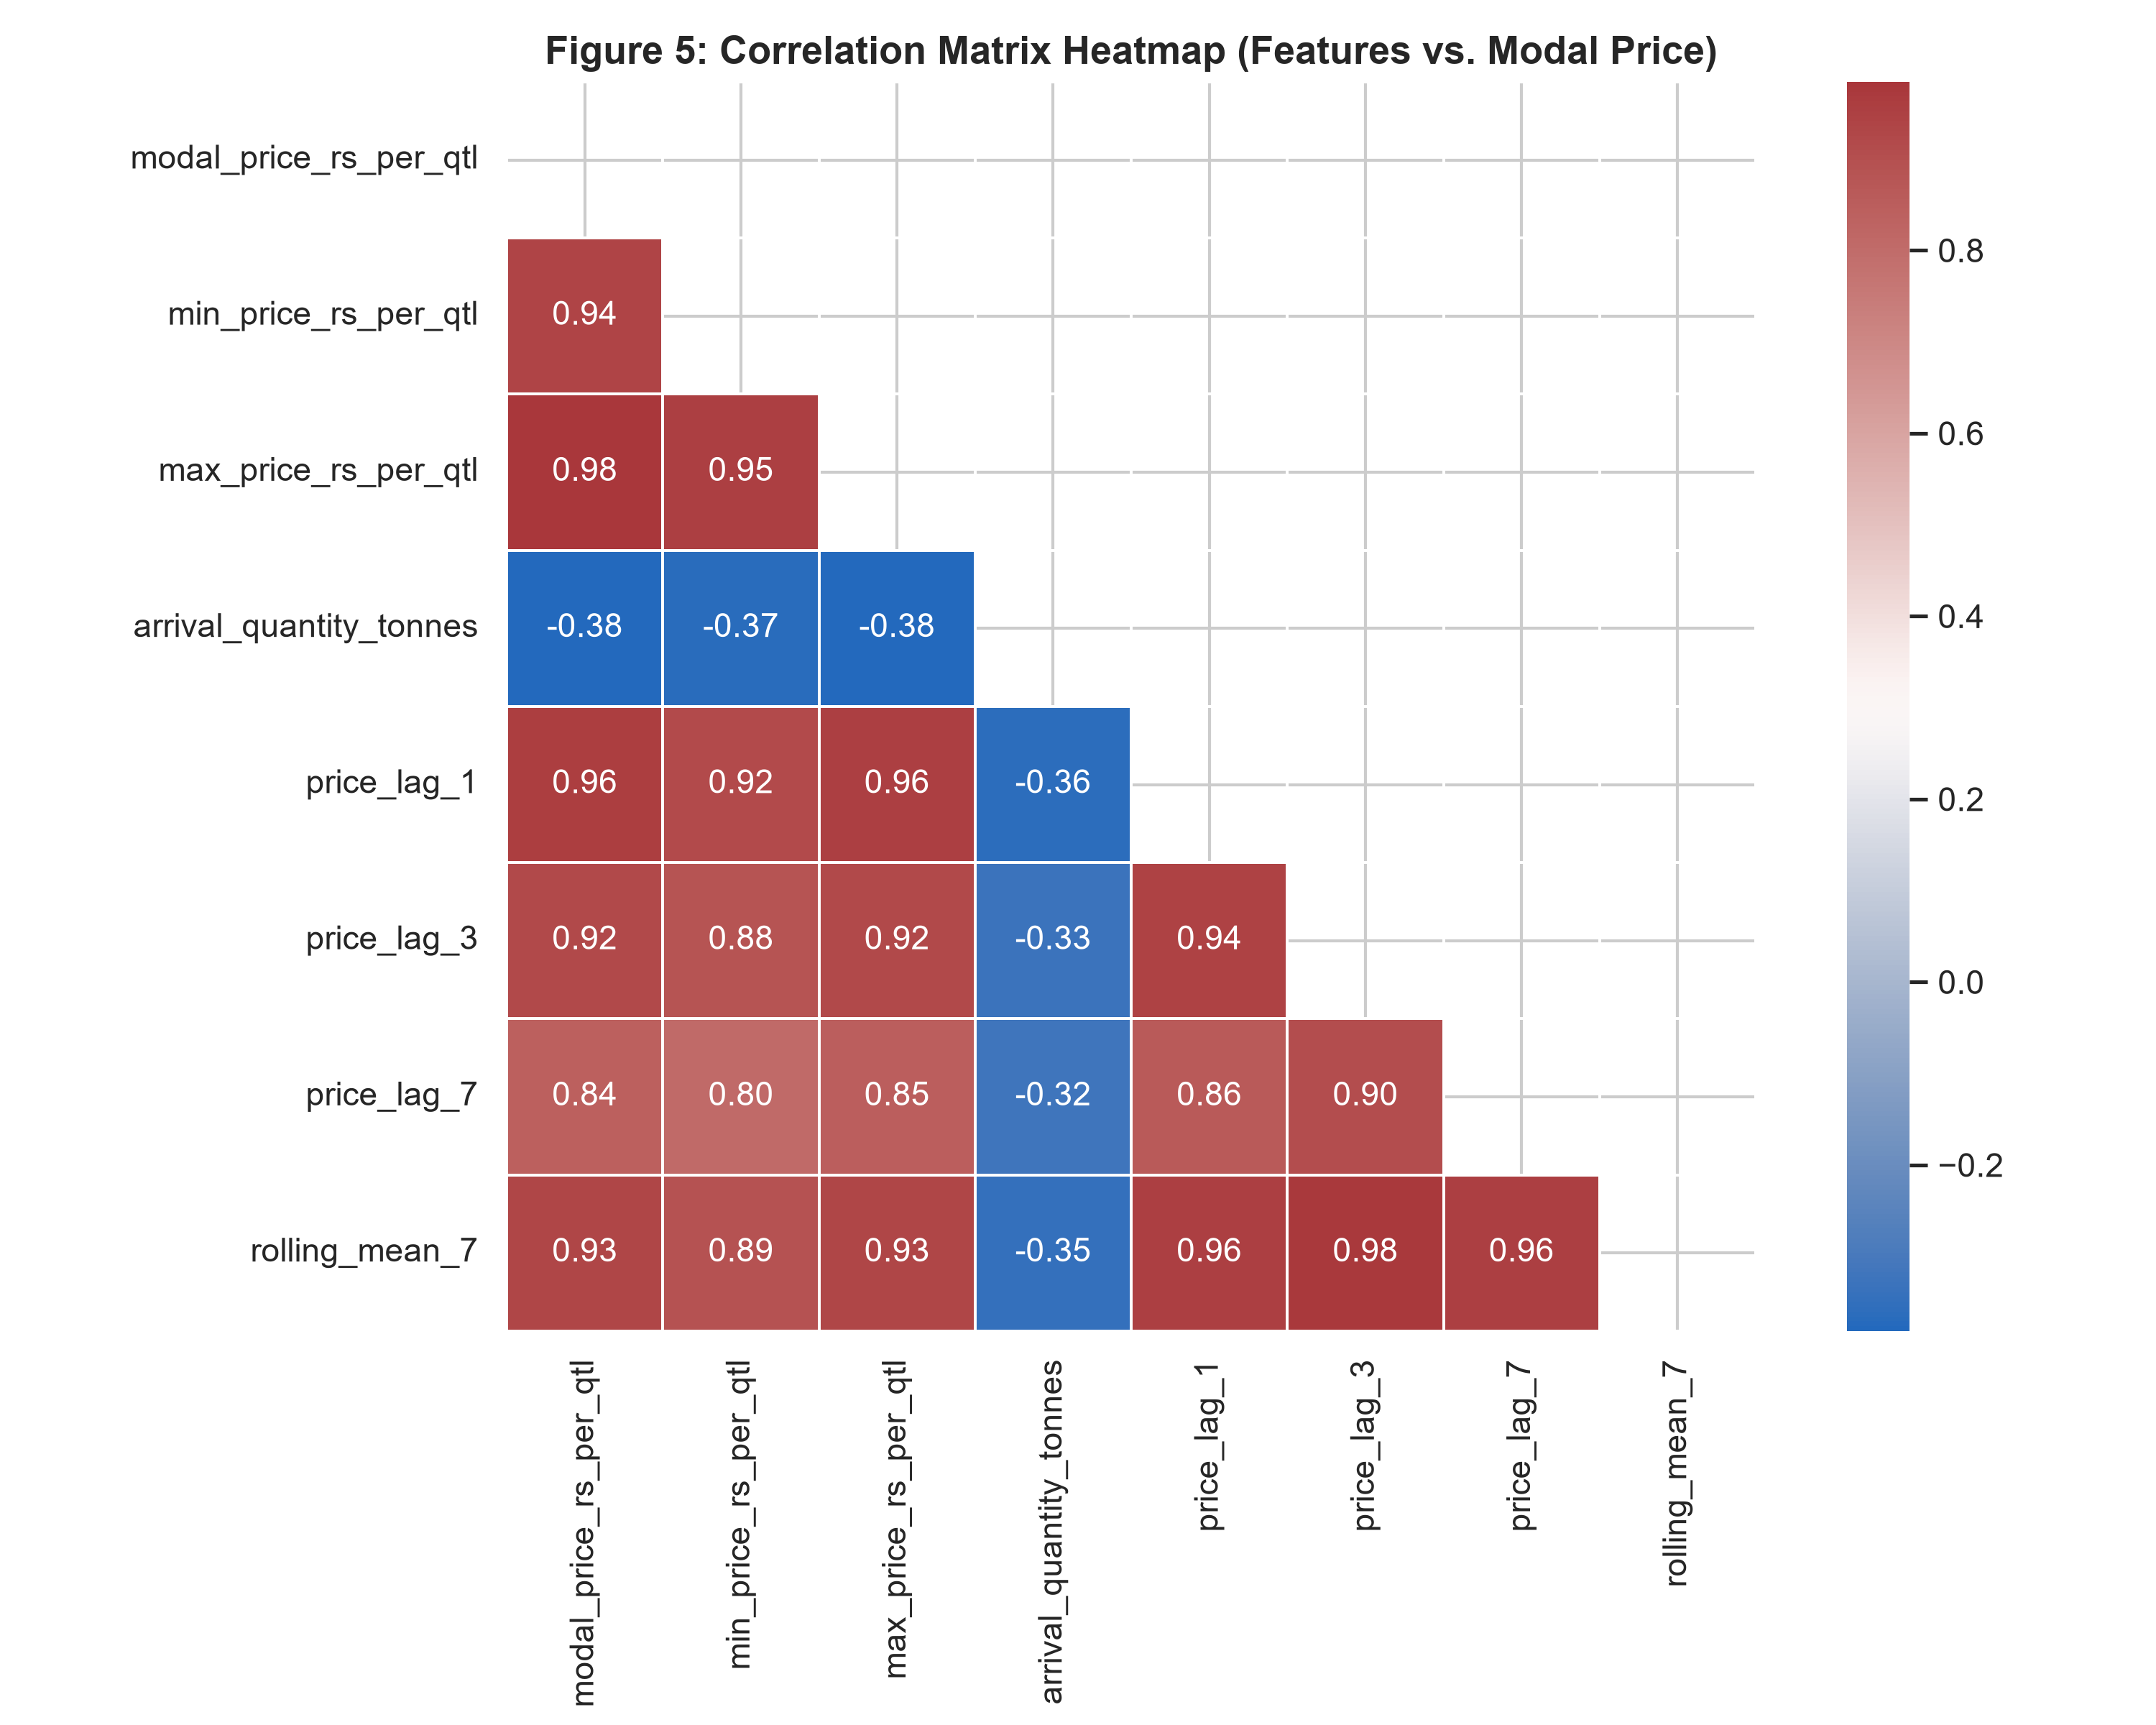 Figure 5: Correlation Matrix Heatmap (Features vs. Modal Price)
modal_price_rs_per_qtl
min_price_rs_per_qtl 0.94
max_price_rs_per_qtl 0.98 0.95
arrival_quantity_tonnes -0.38 -0.37 -0.38
price_lag_1 0.96 0.92 0.96 -0.36
price_lag_3 0.92 0.88 0.92 -0.33 0.94
price_lag_7 0.84 0.80 0.85 -0.32 0.86 0.90
rolling_mean_7 0.93 0.89 0.93 -0.35 0.96 0.98 0.96
modal_price_rs_per_qtl
min_price_rs_per_qtl
max_price_rs_per_qtl
arrival_quantity_tonnes
price_lag_1
price_lag_3
price_lag_7
rolling_mean_7
0.8
0.6
0.4
0.2
0.0
−0.2